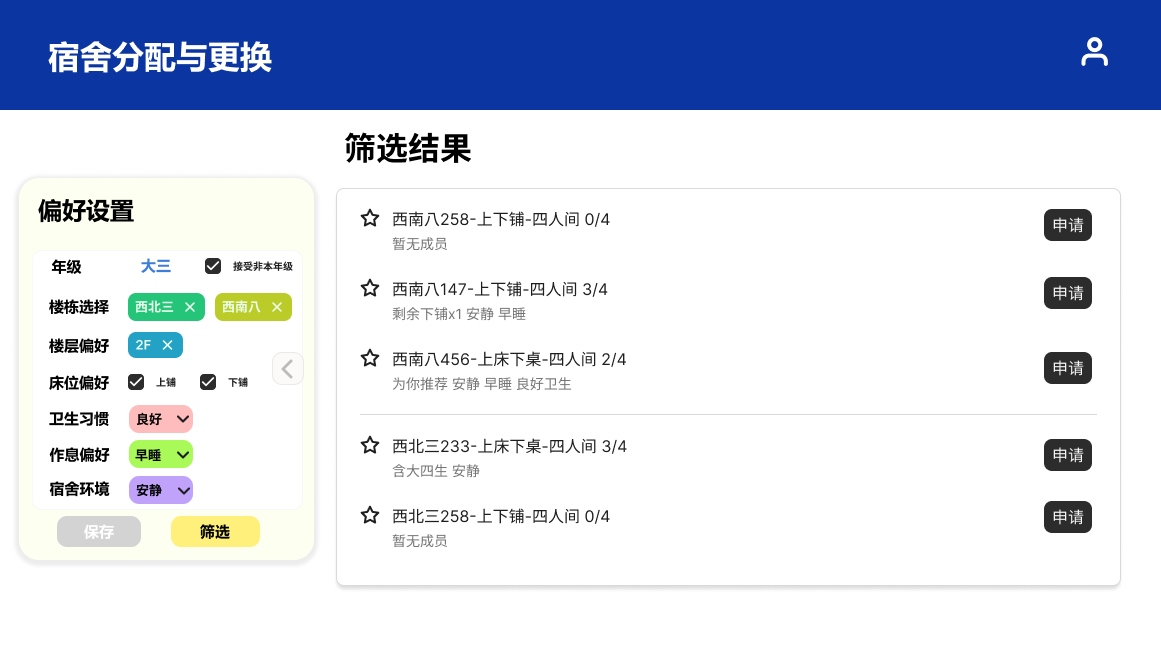 宿舍分配与更换
筛选结果
偏好设置
年级 大三 接受非本年级
楼栋选择 西北三 西南八
楼层偏好 2F
床位偏好 上铺 下铺
卫生习惯 良好
作息偏好 早睡
宿舍环境 安静
保存 筛选
西南八258-上下铺-四人间 0/4 申请
暂无成员
西南八147-上下铺-四人间 3/4 申请
剩余下铺x1 安静 早睡
西南八456-上床下桌-四人间 2/4 申请
为你推荐 安静 早睡 良好卫生
西北三233-上床下桌-四人间 3/4 申请
含大四生 安静
西北三258-上下铺-四人间 0/4 申请
暂无成员